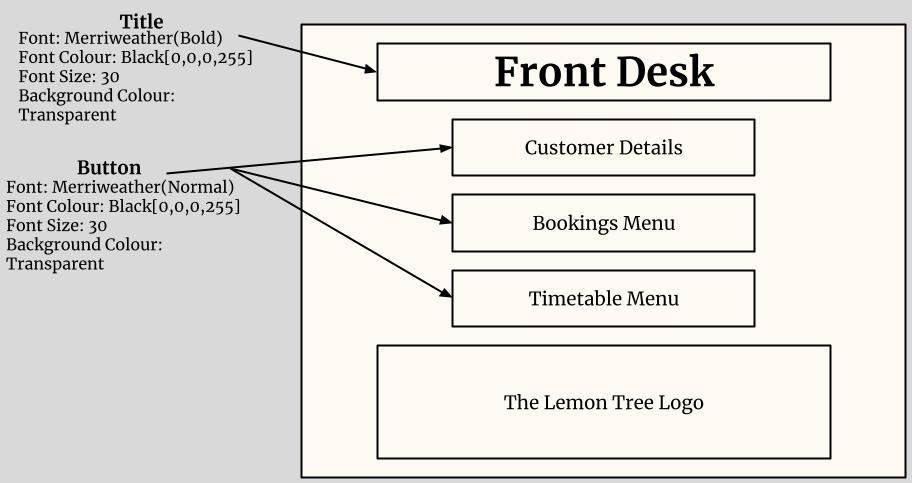 Title
Font: Merriweather(Bold)
Font Colour: Black[0,0,0,255]
Font Size: 30
Background Colour:
Transparent
Button
Font: Merriweather(Normal)
Font Colour: Black[0,0,0,255]
Font Size: 30
Background Colour:
Transparent
Front Desk
Customer Details
Bookings Menu
Timetable Menu
The Lemon Tree Logo